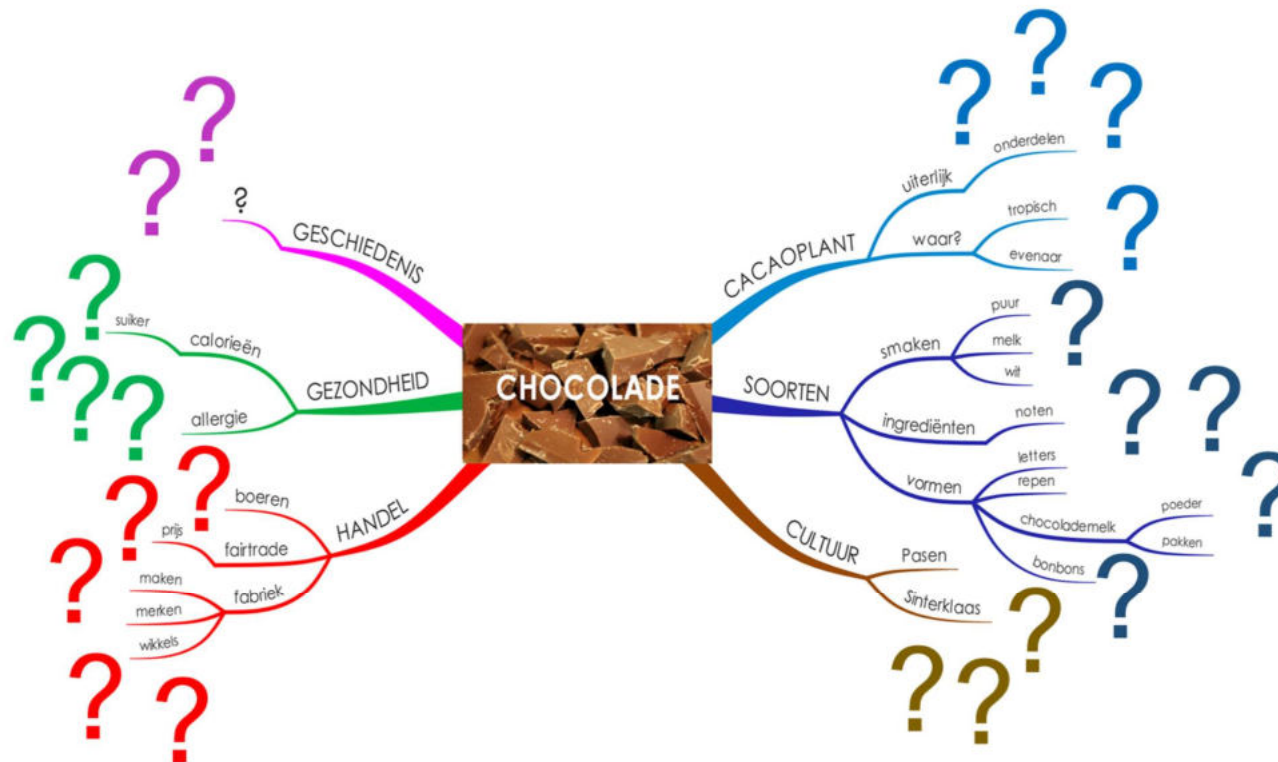 CHOCOLADE
GESCHIEDENIS
?
?
?
GEZONDHEID
calorieën
suiker
allergie
?
?
?
?
HANDEL
boeren
fairtrade
prijs
fabriek
maken
merken
wikkels
?
?
?
?
?
CACAOPLANT
uiterlijk
onderdelen
waar?
tropisch
evenaar
?
?
?
?
SOORTEN
smaken
puur
melk
wit
ingrediënten
noten
vormen
letters
repen
chocolademelk
poeder
pakken
bonbons
?
?
?
?
?
CULTUUR
Pasen
Sinterklaas
?
?
?